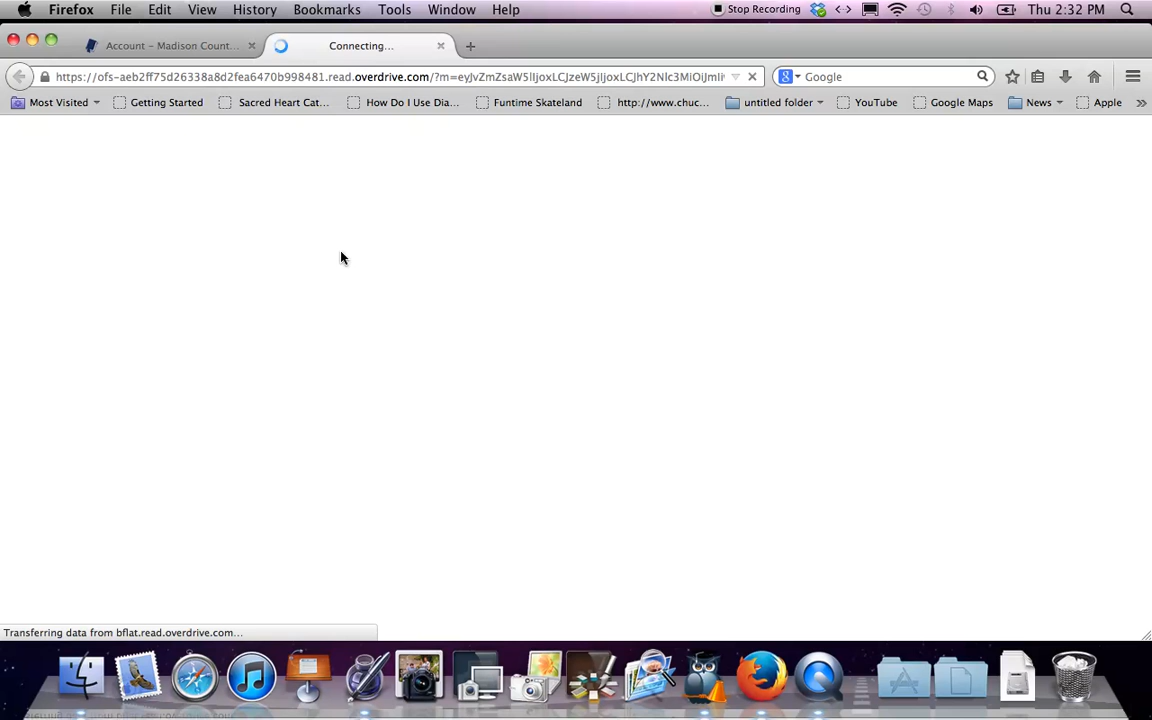 Firefox File Edit View History Bookmarks Tools Window Help Stop Recording Thu 2:32 PM
Account – Madison Count... Connecting...
https://ofs-aeb2ff75d26338a8d2fea6470b998481.read.overdrive.com/?m= Google
Most Visited Getting Started Sacred Heart Cat... How Do I Use Dia... Funtime Skateland http://www.chuc... untitled folder YouTube Google Maps News Apple
Transferring data from bflat.read.overdrive.com...